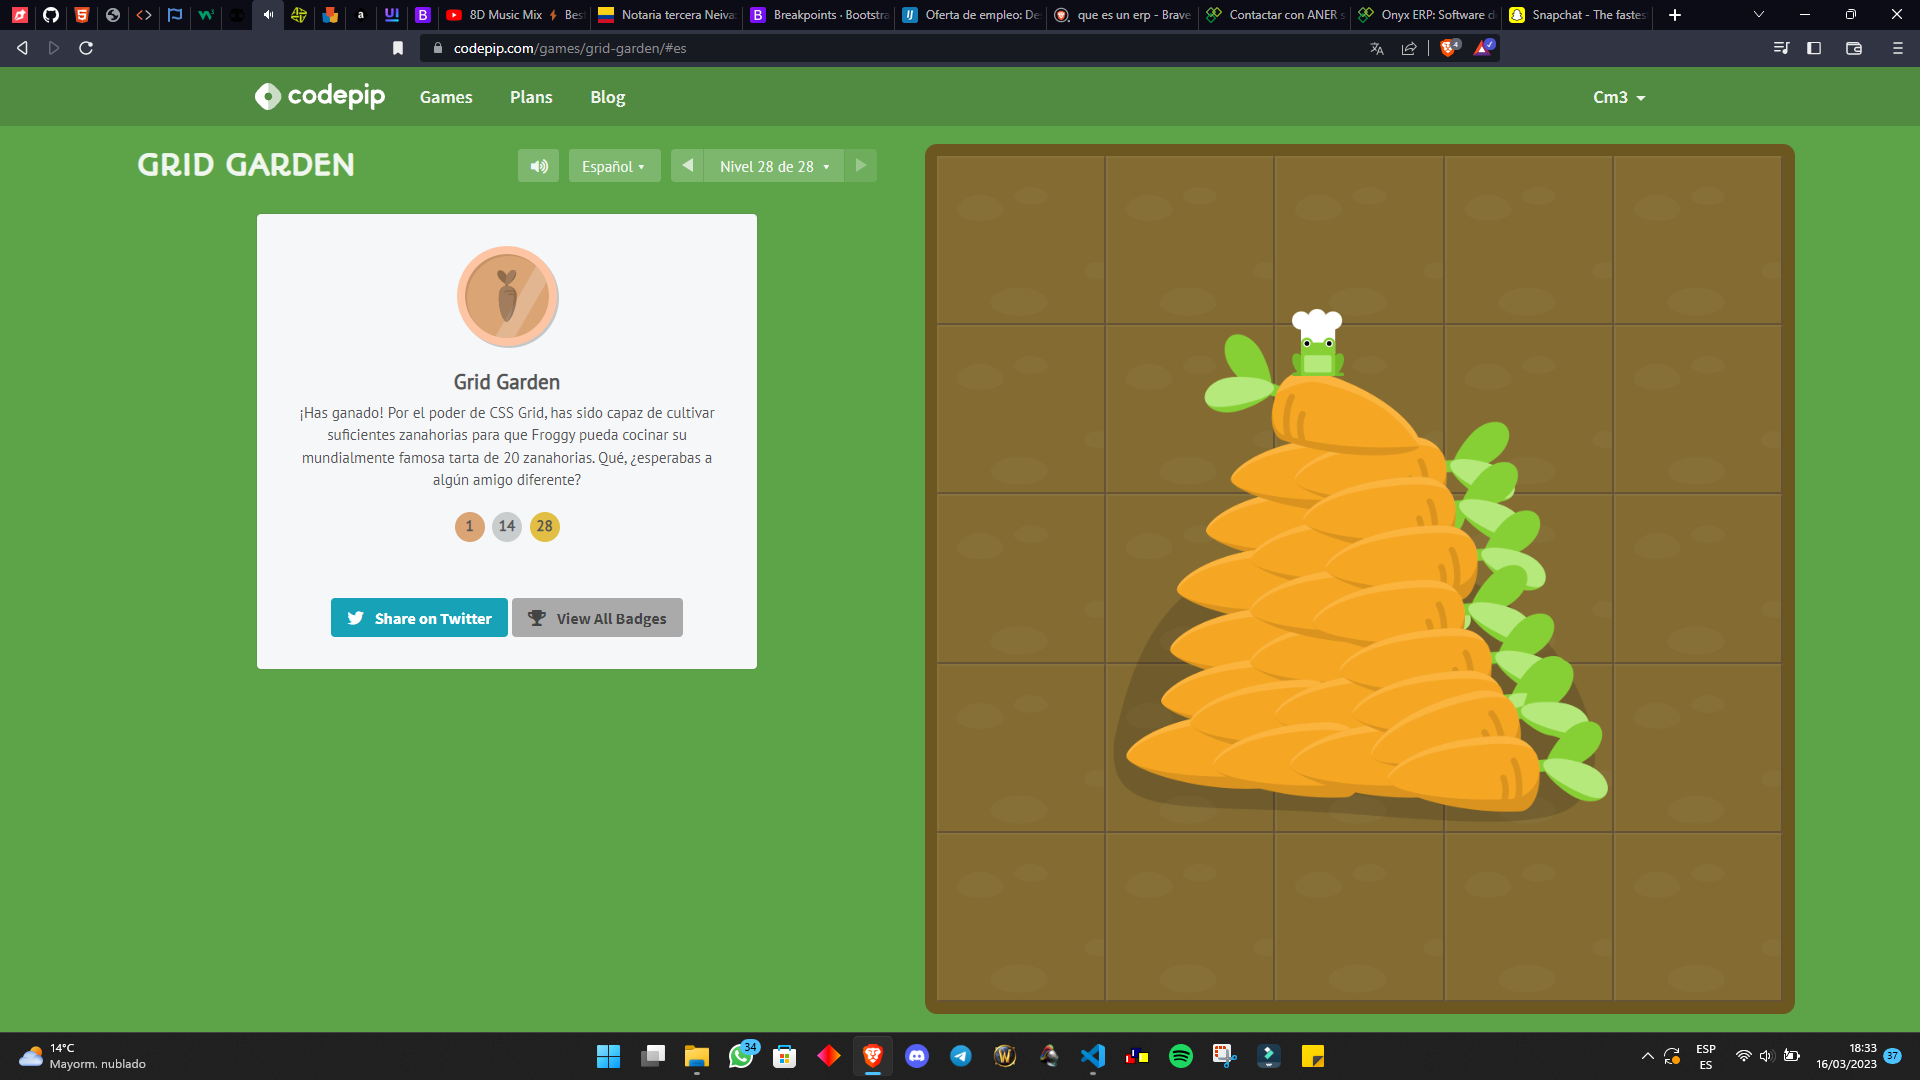 8D Music Mix ⚡ Bes
Notaria tercera Neiva
Breakpoints · Bootstra
Oferta de empleo: De
que es un erp - Brave
Contactar con ANER s
Onyx ERP: Software d
Snapchat - The fastes
codepip.com/games/grid-garden/#es
codepip
Games
Plans
Blog
Cm3
GRID GARDEN
Español
Nivel 28 de 28
Grid Garden
¡Has ganado! Por el poder de CSS Grid, has sido capaz de cultivar
suficientes zanahorias para que Froggy pueda cocinar su
mundialmente famosa tarta de 20 zanahorias. Qué, ¿esperabas a
algún amigo diferente?
1 14 28
Share on Twitter
View All Badges
14°C
Mayorm. nublado
34
ESP
ES
18:33
16/03/2023
37